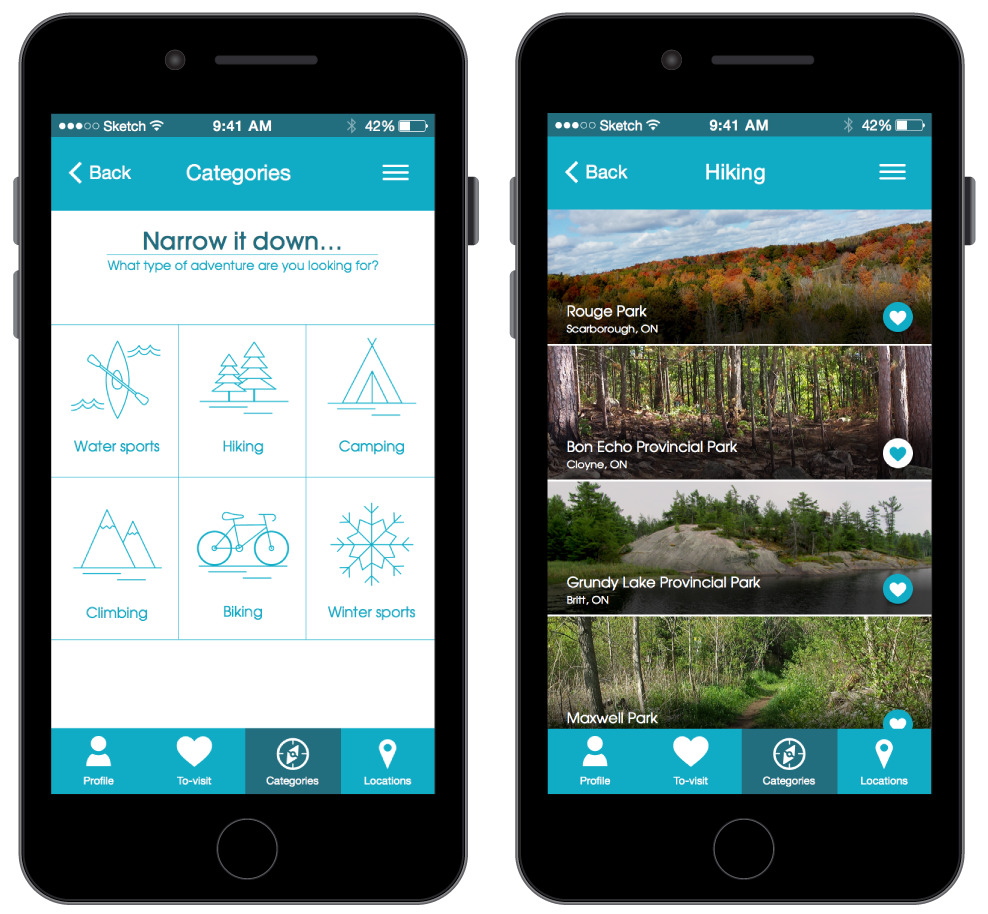 Sketch 9:41 AM 42%
Back Categories
Narrow it down...
What type of adventure are you looking for?
Water sports Hiking Camping
Climbing Biking Winter sports
Profile To-visit Categories Locations
Sketch 9:41 AM 42%
Back Hiking
Rouge Park
Scarborough, ON
Bon Echo Provincial Park
Cloyne, ON
Grundy Lake Provincial Park
Britt, ON
Maxwell Park
Profile To-visit Categories Locations